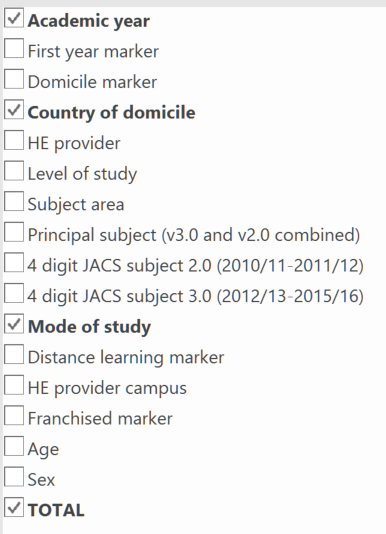 Academic year
First year marker
Domicile marker
Country of domicile
HE provider
Level of study
Subject area
Principal subject (v3.0 and v2.0 combined)
4 digit JACS subject 2.0 (2010/11-2011/12)
4 digit JACS subject 3.0 (2012/13-2015/16)
Mode of study
Distance learning marker
HE provider campus
Franchised marker
Age
Sex
TOTAL